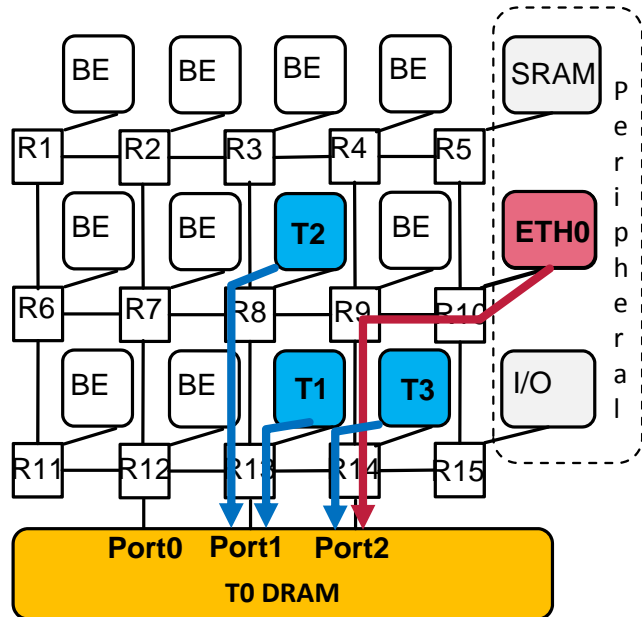 BE BE BE BE SRAM
R1 R2 R3 R4 R5
BE BE T2 BE ETH0
R6 R7 R8 R9 R10
BE BE T1 T3 I/O
R11 R12 R13 R14 R15
Peripheral
Port0 Port1 Port2
T0 DRAM